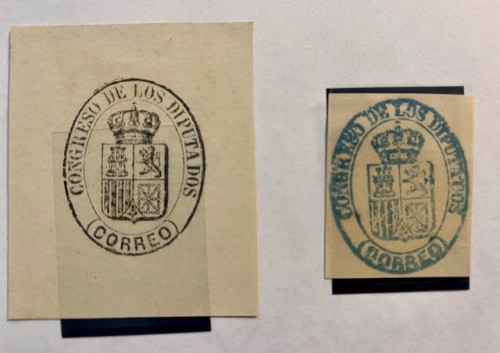 CONGRESO DE LOS DIPUTADOS
(CORREO)
CONGRESO DE LOS DIPUTADOS
(CORREO)